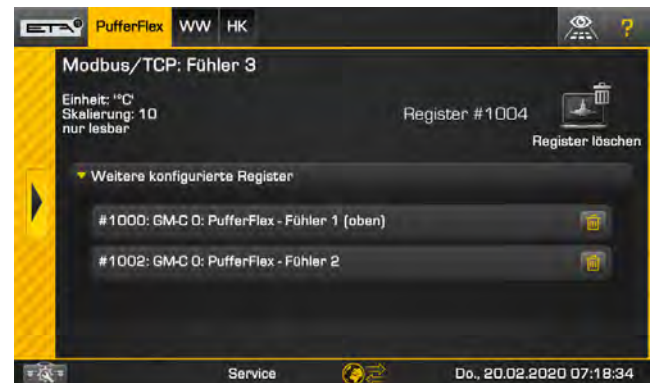 ETA PufferFlex WW HK ?
Modbus/TCP: Fühler 3
Einheit: '°C'
Skalierung: 10
nur lesbar
Register #1004
Register löschen
Weitere konfigurierte Register
#1000: GM-C 0: PufferFlex - Fühler 1 (oben)
#1002: GM-C 0: PufferFlex - Fühler 2
Service
Do., 20.02.2020 07:18:34